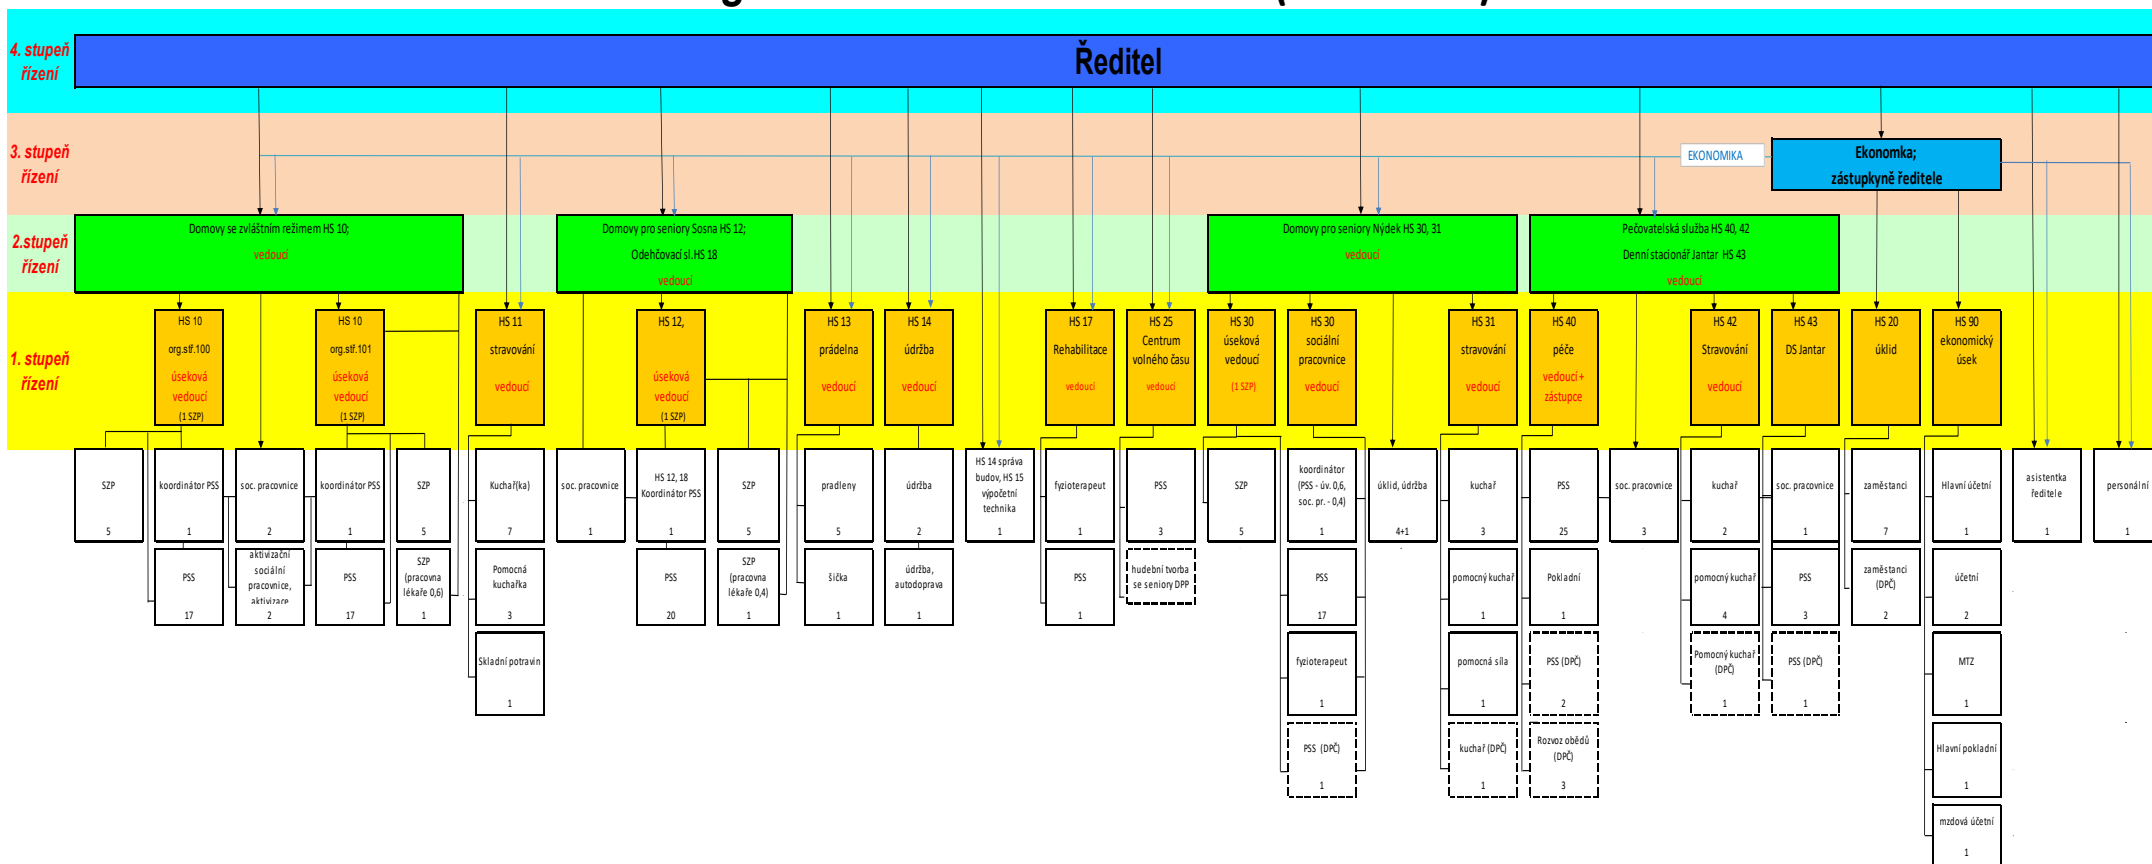 4. stupeň
řízení
Ředitel
3. stupeň
řízení
EKONOMIKA
Ekonomka;
zástupkyně ředitele
2.stupeň
řízení
Domovy se zvláštním režimem HS 10;
vedoucí
Domovy pro seniory Sosna HS 12;
Odehčovací sl.HS 18
vedoucí
Domovy pro seniory Nýdek HS 30, 31
vedoucí
Pečovatelská služba HS 40, 42
Denní stacionář Jantar HS 43
vedoucí
1. stupeň
řízení
HS 10
org.stř.100
úseková
vedoucí
(1 SZP)
HS 10
org.stř.101
úseková
vedoucí
(1 SZP)
HS 11
stravování
vedoucí
HS 12,
úseková
vedoucí
(1 SZP)
HS 13
prádelna
vedoucí
HS 14
údržba
vedoucí
HS 17
Rehabilitace
vedoucí
HS 25
Centrum
volného času
vedoucí
HS 30
úseková
vedoucí
(1 SZP)
HS 30
sociální
pracovnice
vedoucí
HS 31
stravování
vedoucí
HS 40
péče
vedoucí +
zástupce
HS 42
Stravování
vedoucí
HS 43
DS Jantar
HS 20
úklid
HS 90
ekonomický
úsek
SZP
5
koordinátor PSS
1
soc. pracovnice
2
koordinátor PSS
1
SZP
5
Kuchař(ka)
7
soc. pracovnice
1
HS 12, 18
Koordinátor PSS
1
SZP
5
pradleny
5
údržba
2
HS 14 správa
budov, HS 15
výpočetní
technika
1
fyzioterapeut
1
PSS
3
SZP
5
koordinátor
(PSS - úv. 0,6,
soc. pr. - 0,4)
1
úklid, údržba
4+1
kuchař
3
PSS
25
soc. pracovnice
3
kuchař
2
soc. pracovnice
1
zaměstanci
7
Hlavní účetní
1
asistentka
ředitele
1
personální
1
PSS
17
aktivizační
sociální
pracovnice,
aktivizace
2
PSS
17
SZP
(pracovna
lékaře 0,6)
1
Pomocná
kuchařka
3
PSS
20
SZP
(pracovna
lékaře 0,4)
1
šička
1
údržba,
autodoprava
1
PSS
1
hudební tvorba
se seniory DPP
PSS
17
pomocný kuchař
1
Pokladní
1
pomocný kuchař
4
PSS
3
zaměstanci
(DPČ)
2
účetní
2
Skladní potravin
1
fyzioterapeut
1
pomocná síla
1
PSS (DPČ)
2
Pomocný kuchař
(DPČ)
1
PSS (DPČ)
1
MTZ
1
PSS (DPČ)
1
kuchař (DPČ)
1
Rozvoz obědů
(DPČ)
3
Hlavní pokladní
1
mzdová účetní
1